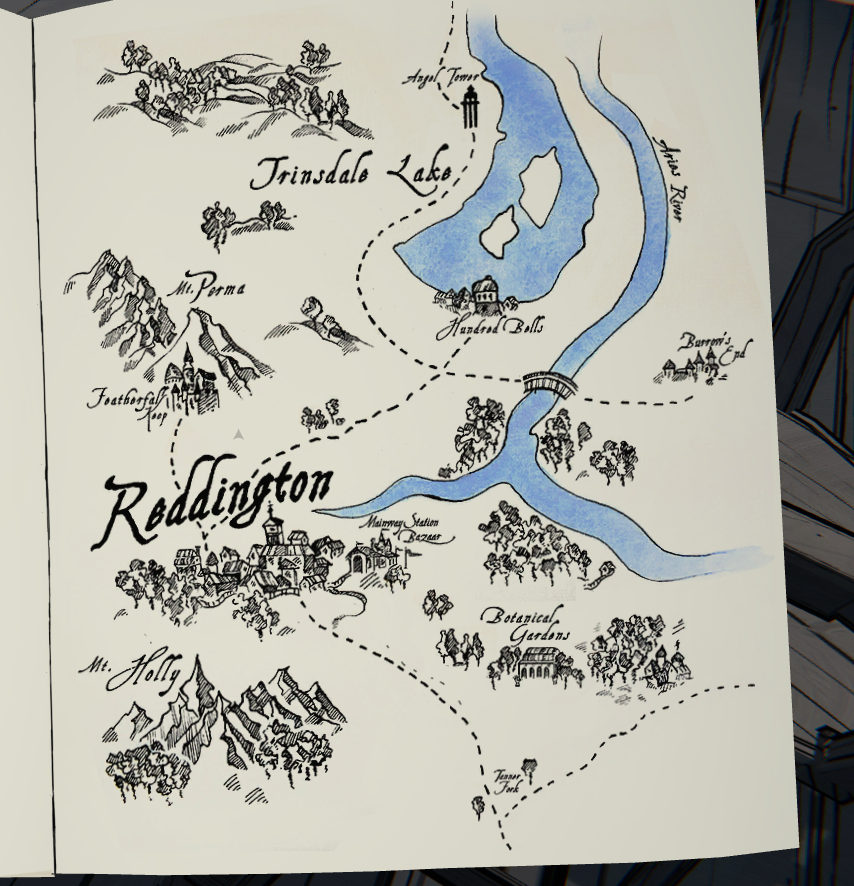 Angel Tower
Trinsdale Lake
Aries River
Mt. Perma
Hundred Bells
Burrow's
End
Featherfall
Keep
Reddington
Mainway Station
Bazaar
Botanical
Gardens
Mt. Holly
Tanner
Fork